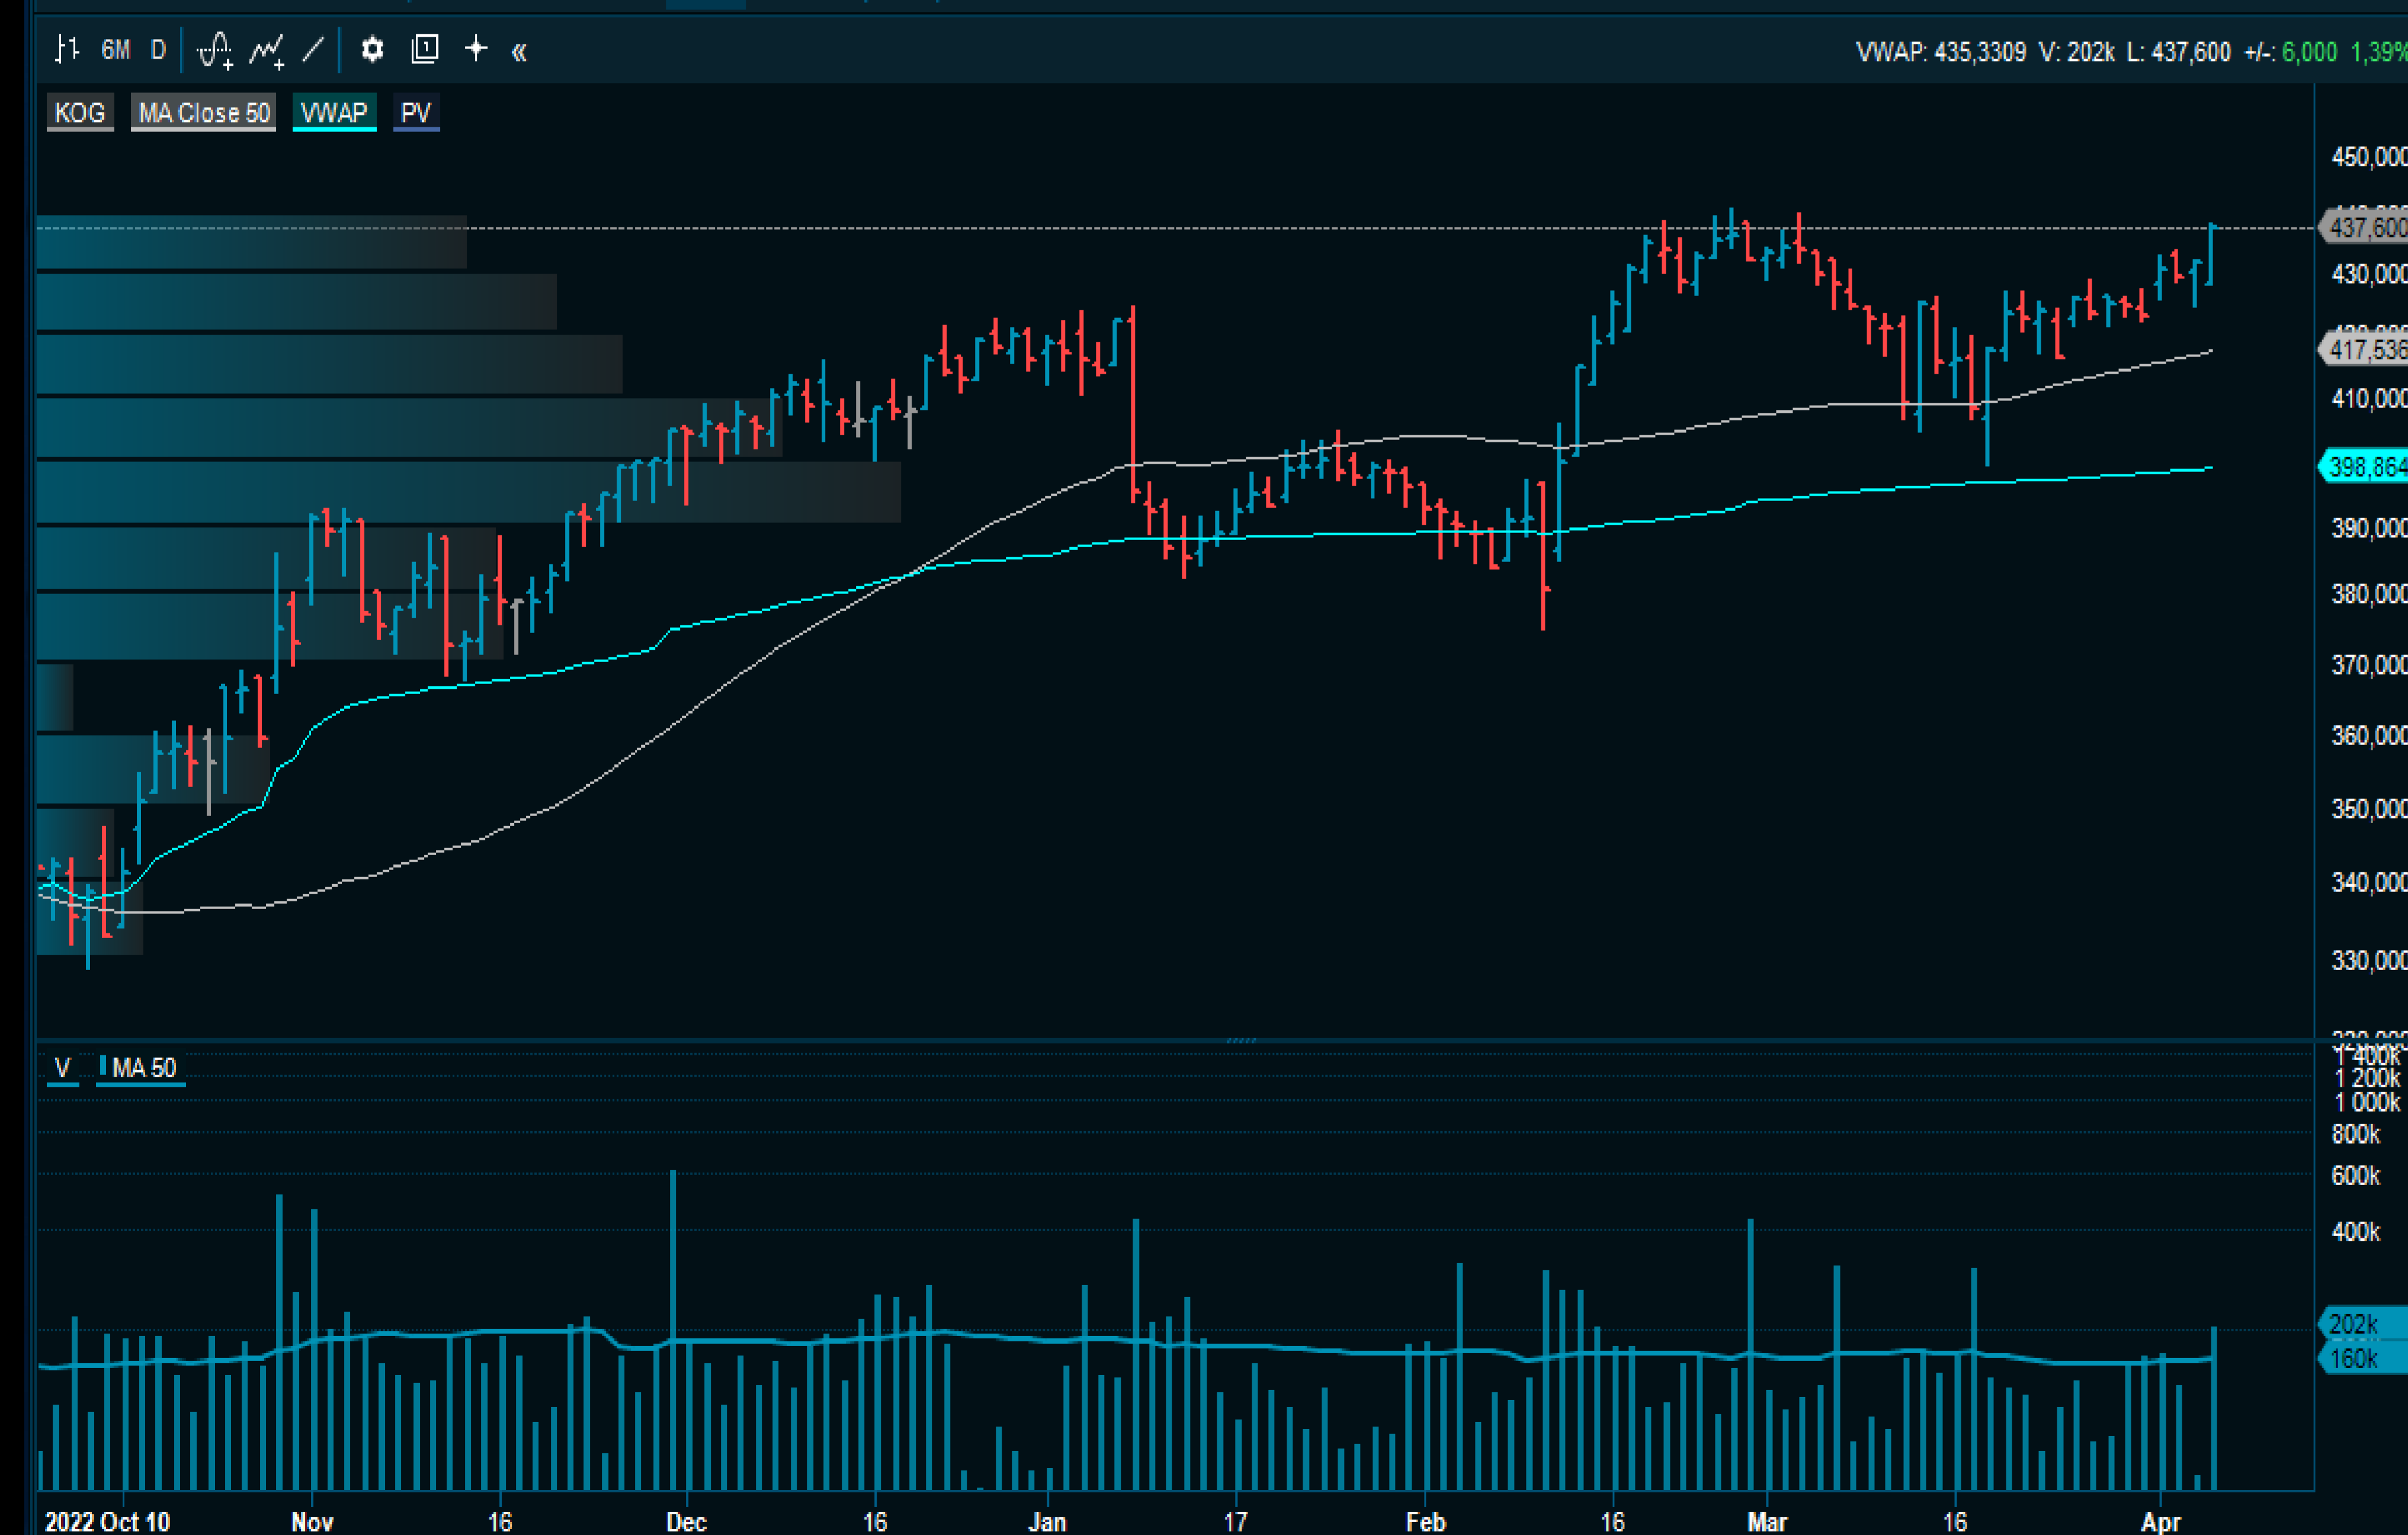 6M D 1 « VWAP: 435,3309 V: 202k L: 437,600 +/-: 6,000 1,39%
KOG MA Close 50 VWAP PV
450,000
437,600
430,000
417,536
410,000
398,864
390,000
380,000
370,000
360,000
350,000
340,000
330,000
V MA 50
1 400k
1 200k
1 000k
800k
600k
400k
202k
160k
2022 Oct 10 Nov 16 Dec 16 Jan 17 Feb 16 Mar 16 Apr